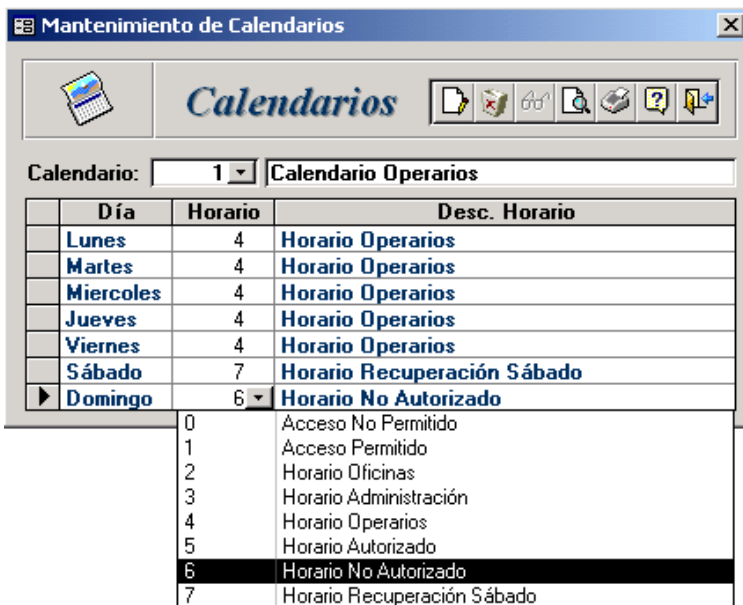 Mantenimiento de Calendarios
Calendarios
Calendario: 1 Calendario Operarios
Día Horario Desc. Horario
Lunes 4 Horario Operarios
Martes 4 Horario Operarios
Miercoles 4 Horario Operarios
Jueves 4 Horario Operarios
Viernes 4 Horario Operarios
Sábado 7 Horario Recuperación Sábado
Domingo 6 Horario No Autorizado
0 Acceso No Permitido
1 Acceso Permitido
2 Horario Oficinas
3 Horario Administración
4 Horario Operarios
5 Horario Autorizado
6 Horario No Autorizado
7 Horario Recuperación Sábado